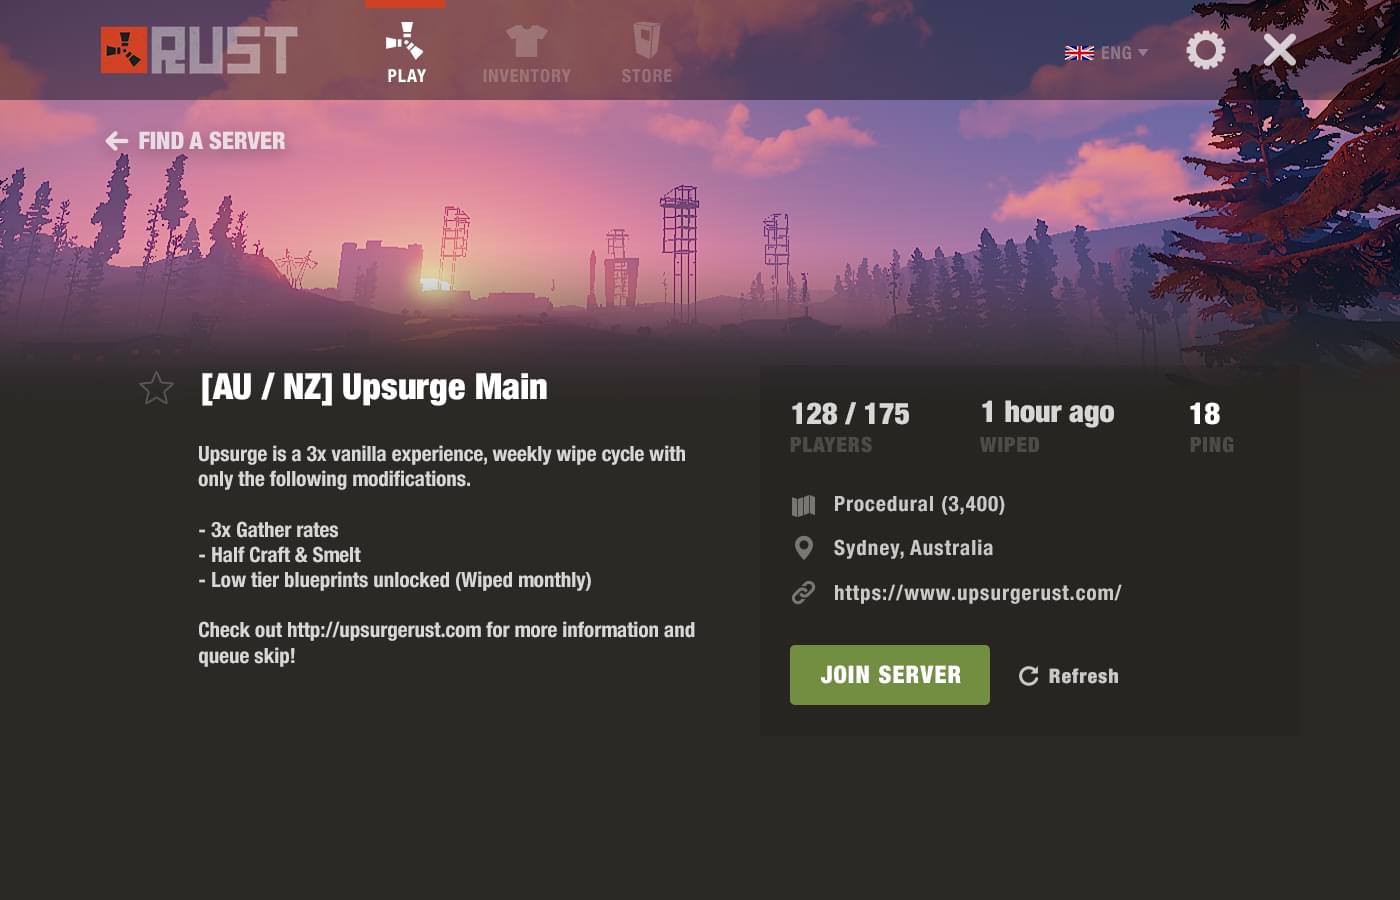 RUST
PLAY
INVENTORY
STORE
ENG
FIND A SERVER
[AU / NZ] Upsurge Main
Upsurge is a 3x vanilla experience, weekly wipe cycle with
only the following modifications.
- 3x Gather rates
- Half Craft & Smelt
- Low tier blueprints unlocked (Wiped monthly)
Check out http://upsurgerust.com for more information and
queue skip!
128 / 175
PLAYERS
1 hour ago
WIPED
18
PING
Procedural (3,400)
Sydney, Australia
https://www.upsurgerust.com/
JOIN SERVER
Refresh